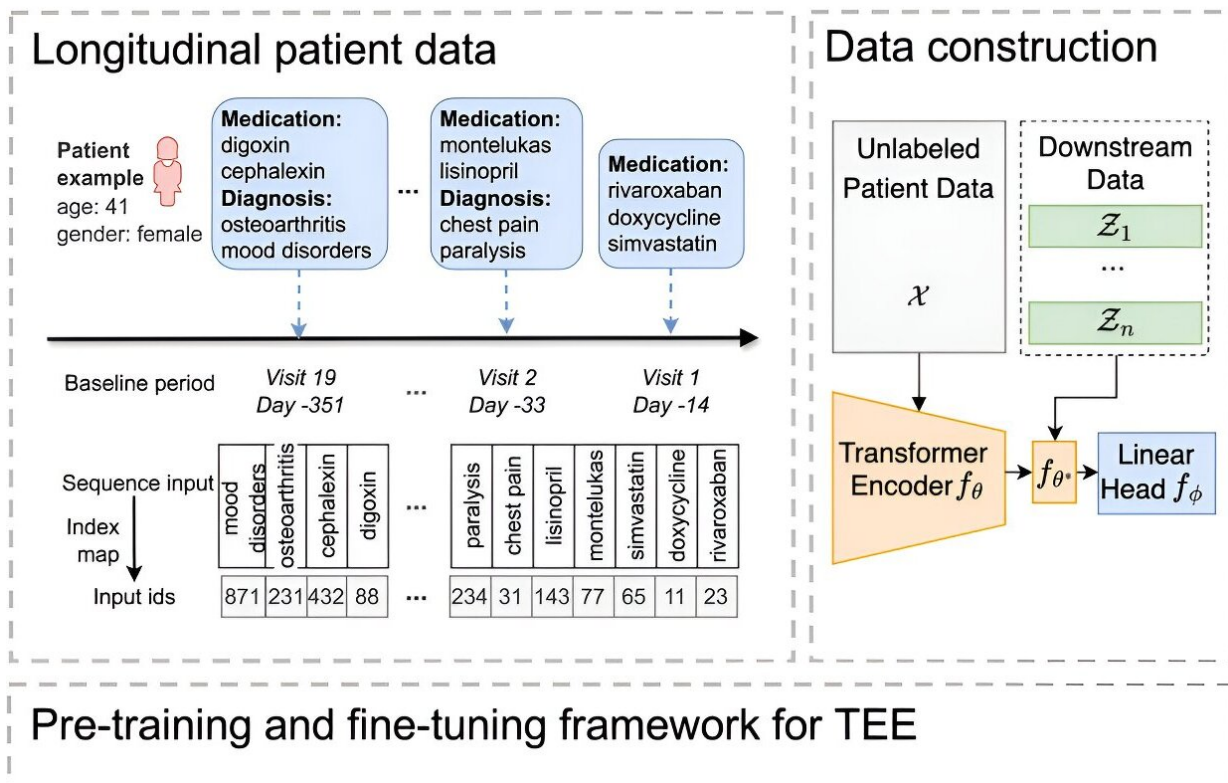 Longitudinal patient data
Patient
example
age: 41
gender: female
Medication:
digoxin
cephalexin
Diagnosis:
osteoarthritis
mood disorders
...
Medication:
montelukas
lisinopril
Diagnosis:
chest pain
paralysis
Medication:
rivaroxaban
doxycycline
simvastatin
Baseline period
Visit 19
Day -351
...
Visit 2
Day -33
Visit 1
Day -14
Sequence input
Index
map
Input ids
mood
disorders
osteoarthritis
cephalexin
digoxin
...
paralysis
chest pain
lisinopril
montelukas
simvastatin
doxycycline
rivaroxaban
871 231 432 88 ... 234 31 143 77 65 11 23
Data construction
Unlabeled
Patient Data
𝒳
Downstream
Data
𝒵₁
...
𝒵ₙ
Transformer
Encoder f_θ
f_θ*
Linear
Head f_ϕ
Pre-training and fine-tuning framework for TEE